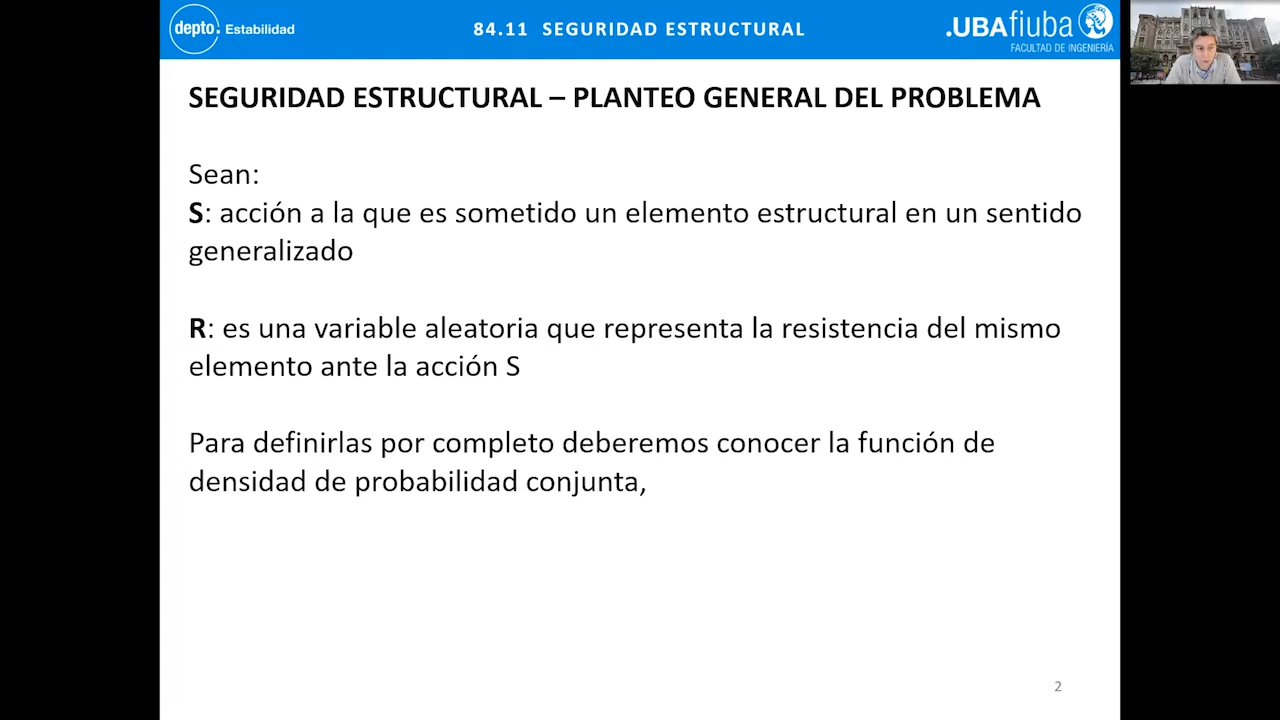 depto. Estabilidad
84.11 SEGURIDAD ESTRUCTURAL
.UBAfiuba
FACULTAD DE INGENIERÍA
SEGURIDAD ESTRUCTURAL – PLANTEO GENERAL DEL PROBLEMA
Sean:
S: acción a la que es sometido un elemento estructural en un sentido
generalizado
R: es una variable aleatoria que representa la resistencia del mismo
elemento ante la acción S
Para definirlas por completo deberemos conocer la función de
densidad de probabilidad conjunta,
2